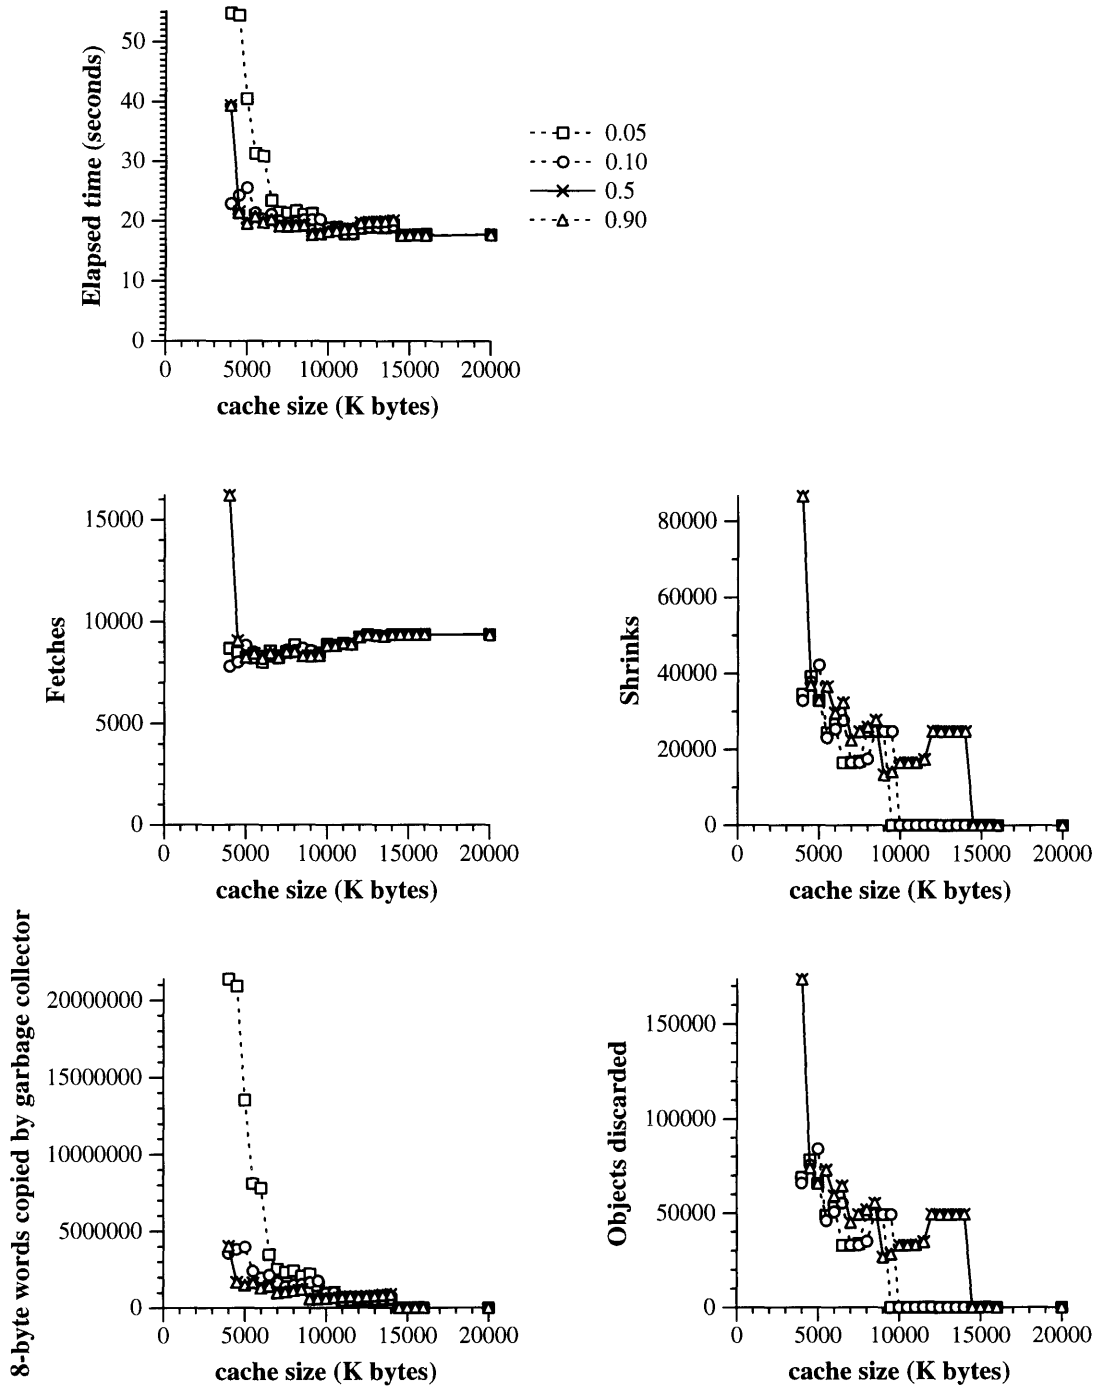 Elapsed time (seconds)
50
40
30
20
10
0
0 5000 10000 15000 20000
cache size (K bytes)
0.05
0.10
0.5
0.90
Fetches
15000
10000
5000
0
0 5000 10000 15000 20000
cache size (K bytes)
Shrinks
80000
60000
40000
20000
0
0 5000 10000 15000 20000
cache size (K bytes)
8-byte words copied by garbage collector
20000000
15000000
10000000
5000000
0
0 5000 10000 15000 20000
cache size (K bytes)
Objects discarded
150000
100000
50000
0
0 5000 10000 15000 20000
cache size (K bytes)